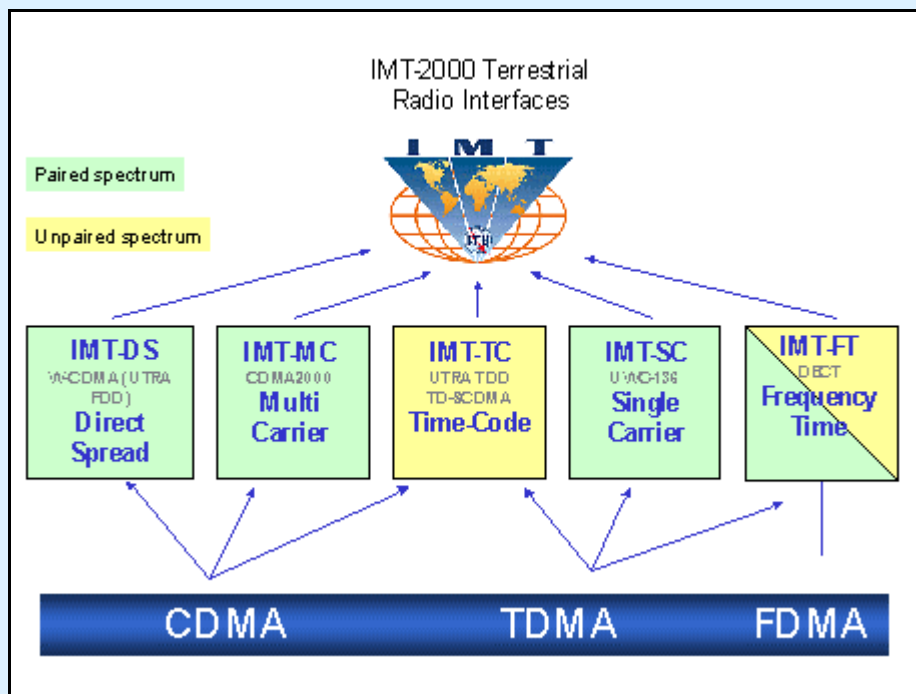 IMT-2000 Terrestrial
Radio Interfaces
I M T
ITU
Paired spectrum
Unpaired spectrum
IMT-DS
W-CDMA (UTRA
FDD)
Direct
Spread
IMT-MC
CDMA2000
Multi
Carrier
IMT-TC
UTRA TDD
TD-SCDMA
Time-Code
IMT-SC
UWC-136
Single
Carrier
IMT-FT
DECT
Frequency
Time
CDMA
TDMA
FDMA